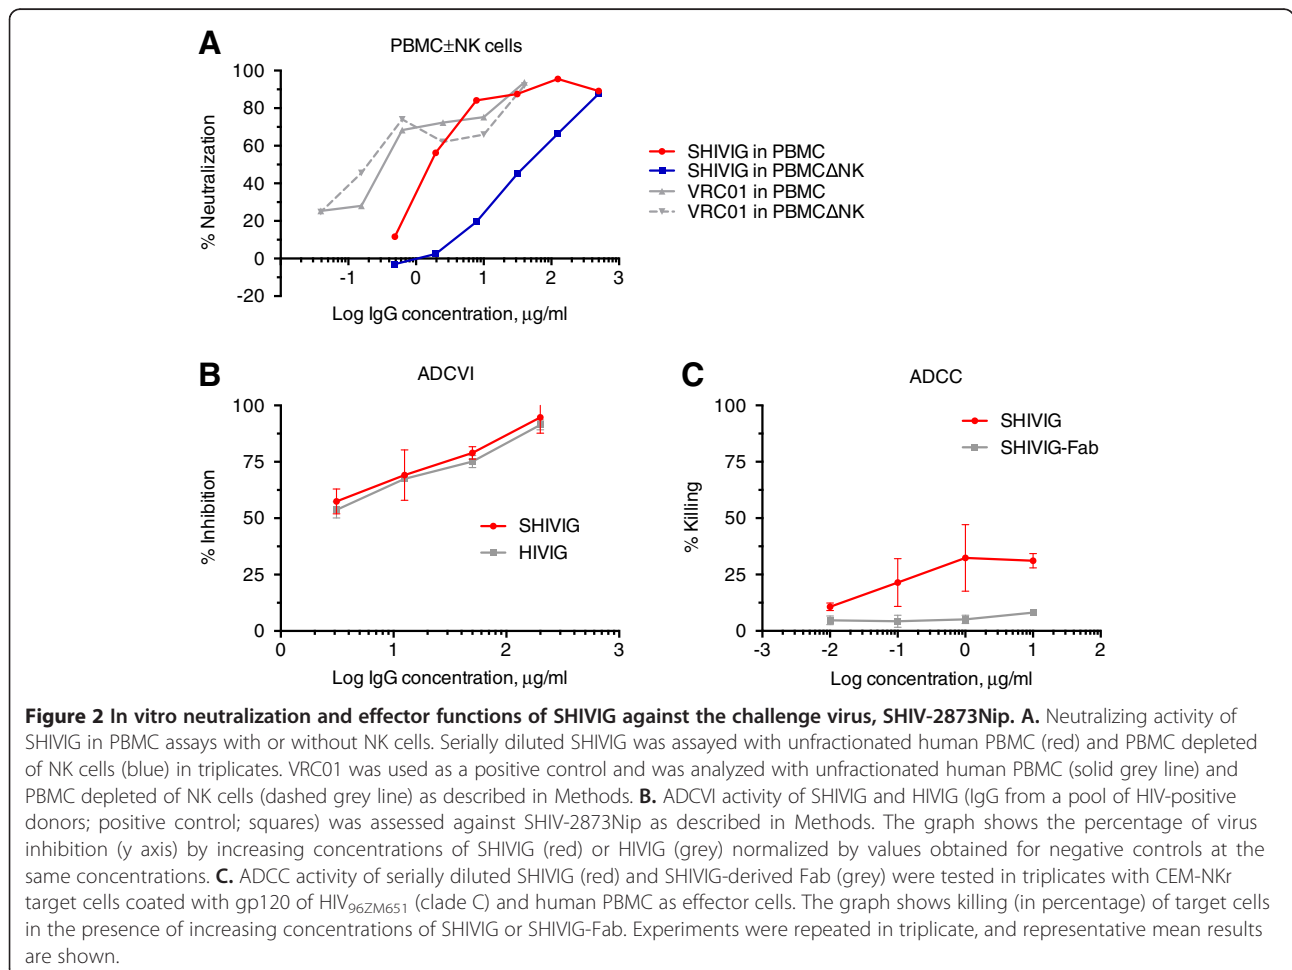 A
PBMC±NK cells
100
80
60
40
20
0
-20
% Neutralization
-1
0
1
2
3
Log IgG concentration, µg/ml
SHIVIG in PBMC
SHIVIG in PBMCΔNK
VRC01 in PBMC
VRC01 in PBMCΔNK
B
ADCVI
100
75
50
25
0
% Inhibition
0
1
2
3
Log IgG concentration, µg/ml
SHIVIG
HIVIG
C
ADCC
100
75
50
25
0
% Killing
-3
-2
-1
0
1
2
Log concentration, µg/ml
SHIVIG
SHIVIG-Fab
Figure 2 In vitro neutralization and effector functions of SHIVIG against the challenge virus, SHIV-2873Nip. A. Neutralizing activity of
SHIVIG in PBMC assays with or without NK cells. Serially diluted SHIVIG was assayed with unfractionated human PBMC (red) and PBMC depleted
of NK cells (blue) in triplicates. VRC01 was used as a positive control and was analyzed with unfractionated human PBMC (solid grey line) and
PBMC depleted of NK cells (dashed grey line) as described in Methods. B. ADCVI activity of SHIVIG and HIVIG (IgG from a pool of HIV-positive
donors; positive control; squares) was assessed against SHIV-2873Nip as described in Methods. The graph shows the percentage of virus
inhibition (y axis) by increasing concentrations of SHIVIG (red) or HIVIG (grey) normalized by values obtained for negative controls at the
same concentrations. C. ADCC activity of serially diluted SHIVIG (red) and SHIVIG-derived Fab (grey) were tested in triplicates with CEM-NKr
target cells coated with gp120 of HIV96ZM651 (clade C) and human PBMC as effector cells. The graph shows killing (in percentage) of target cells
in the presence of increasing concentrations of SHIVIG or SHIVIG-Fab. Experiments were repeated in triplicate, and representative mean results
are shown.